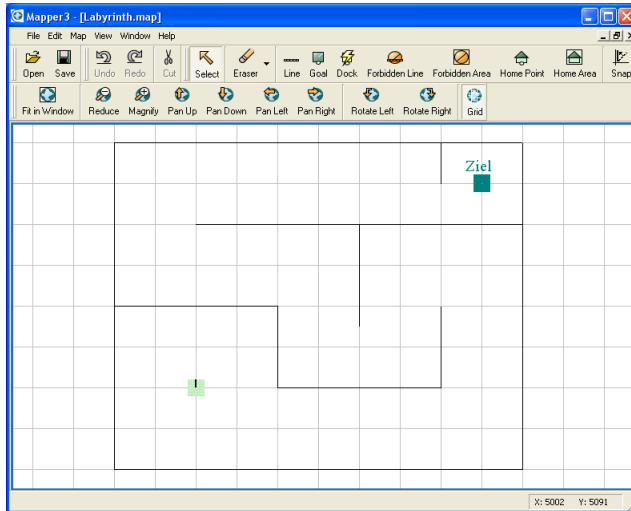 Mapper3 - [Labyrinth.map]
File Edit Map View Window Help
Open Save Undo Redo Cut Select Eraser Line Goal Dock Forbidden Line Forbidden Area Home Point Home Area Snap
Fit in Window Reduce Magnify Pan Up Pan Down Pan Left Pan Right Rotate Left Rotate Right Grid
Ziel
X: 5002 Y: 5091